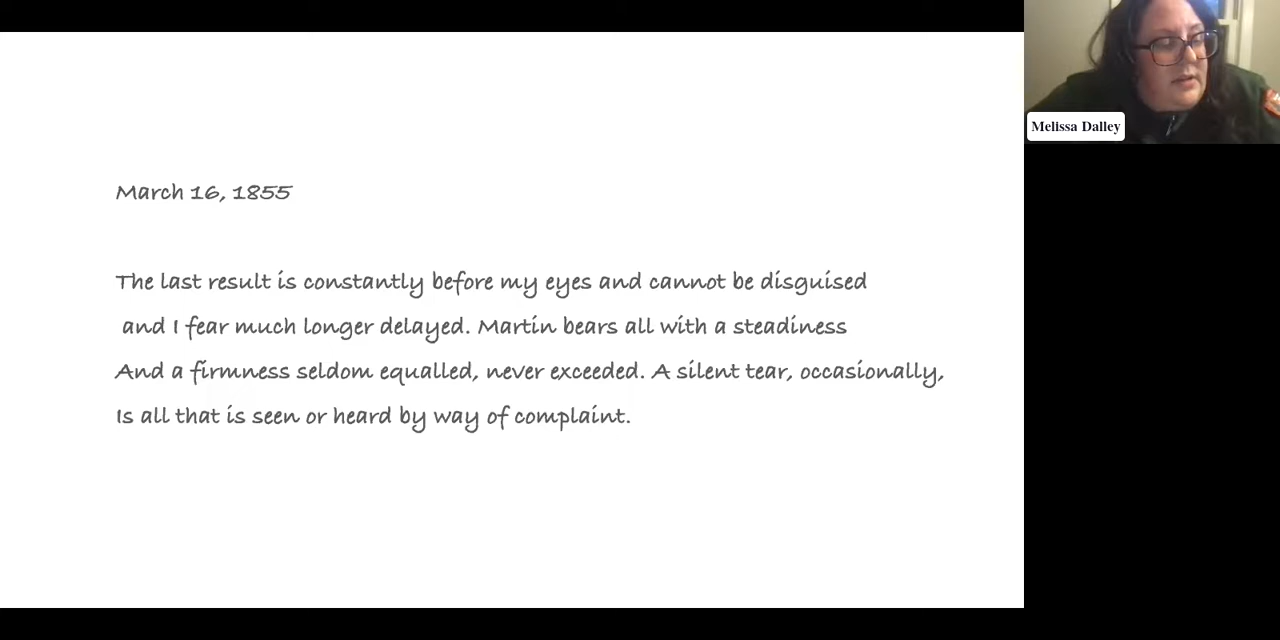 March 16, 1855
The last result is constantly before my eyes and cannot be disguised
and I fear much longer delayed. Martin bears all with a steadiness
And a firmness seldom equalled, never exceeded. A silent tear, occasionally,
Is all that is seen or heard by way of complaint.
Melissa Dalley